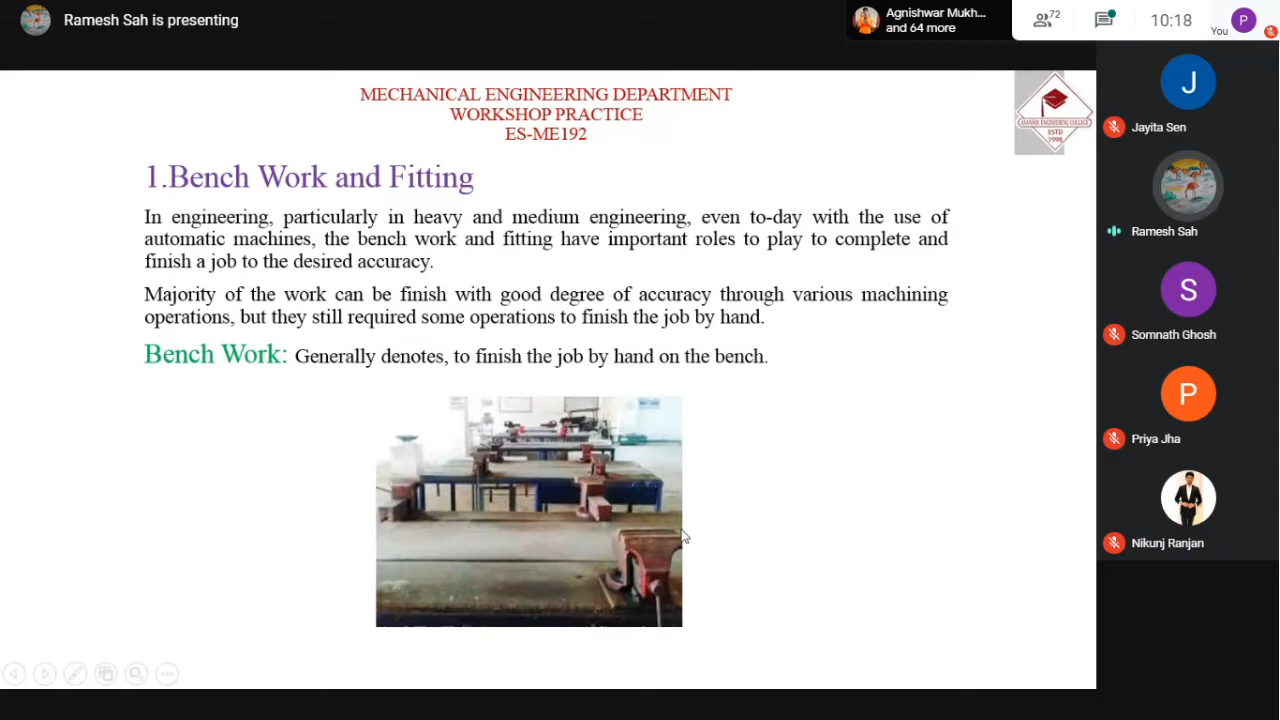 Ramesh Sah is presenting
Agnishwar Mukh...
and 64 more
72
10:18
You
P
MECHANICAL ENGINEERING DEPARTMENT
WORKSHOP PRACTICE
ES-ME192
ASANSOL ENGINEERING COLLEGE
ESTD
1998
1.Bench Work and Fitting
In engineering, particularly in heavy and medium engineering, even to-day with the use of
automatic machines, the bench work and fitting have important roles to play to complete and
finish a job to the desired accuracy.
Majority of the work can be finish with good degree of accuracy through various machining
operations, but they still required some operations to finish the job by hand.
Bench Work: Generally denotes, to finish the job by hand on the bench.
J
Jayita Sen
Ramesh Sah
S
Somnath Ghosh
P
Priya Jha
Nikunj Ranjan